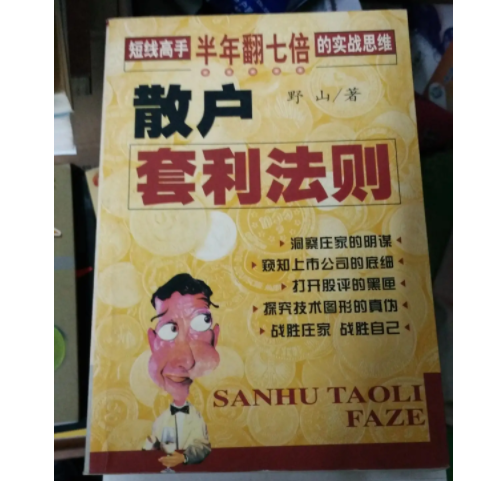 短线高手 半年翻七倍 的实战思维
野 山/著
散户
套利法则
洞察庄家的阴谋
窥知上市公司的底细
打开股评的黑匣
探究技术图形的真伪
战胜庄家 战胜自己
SANHU TAOLI
FAZE